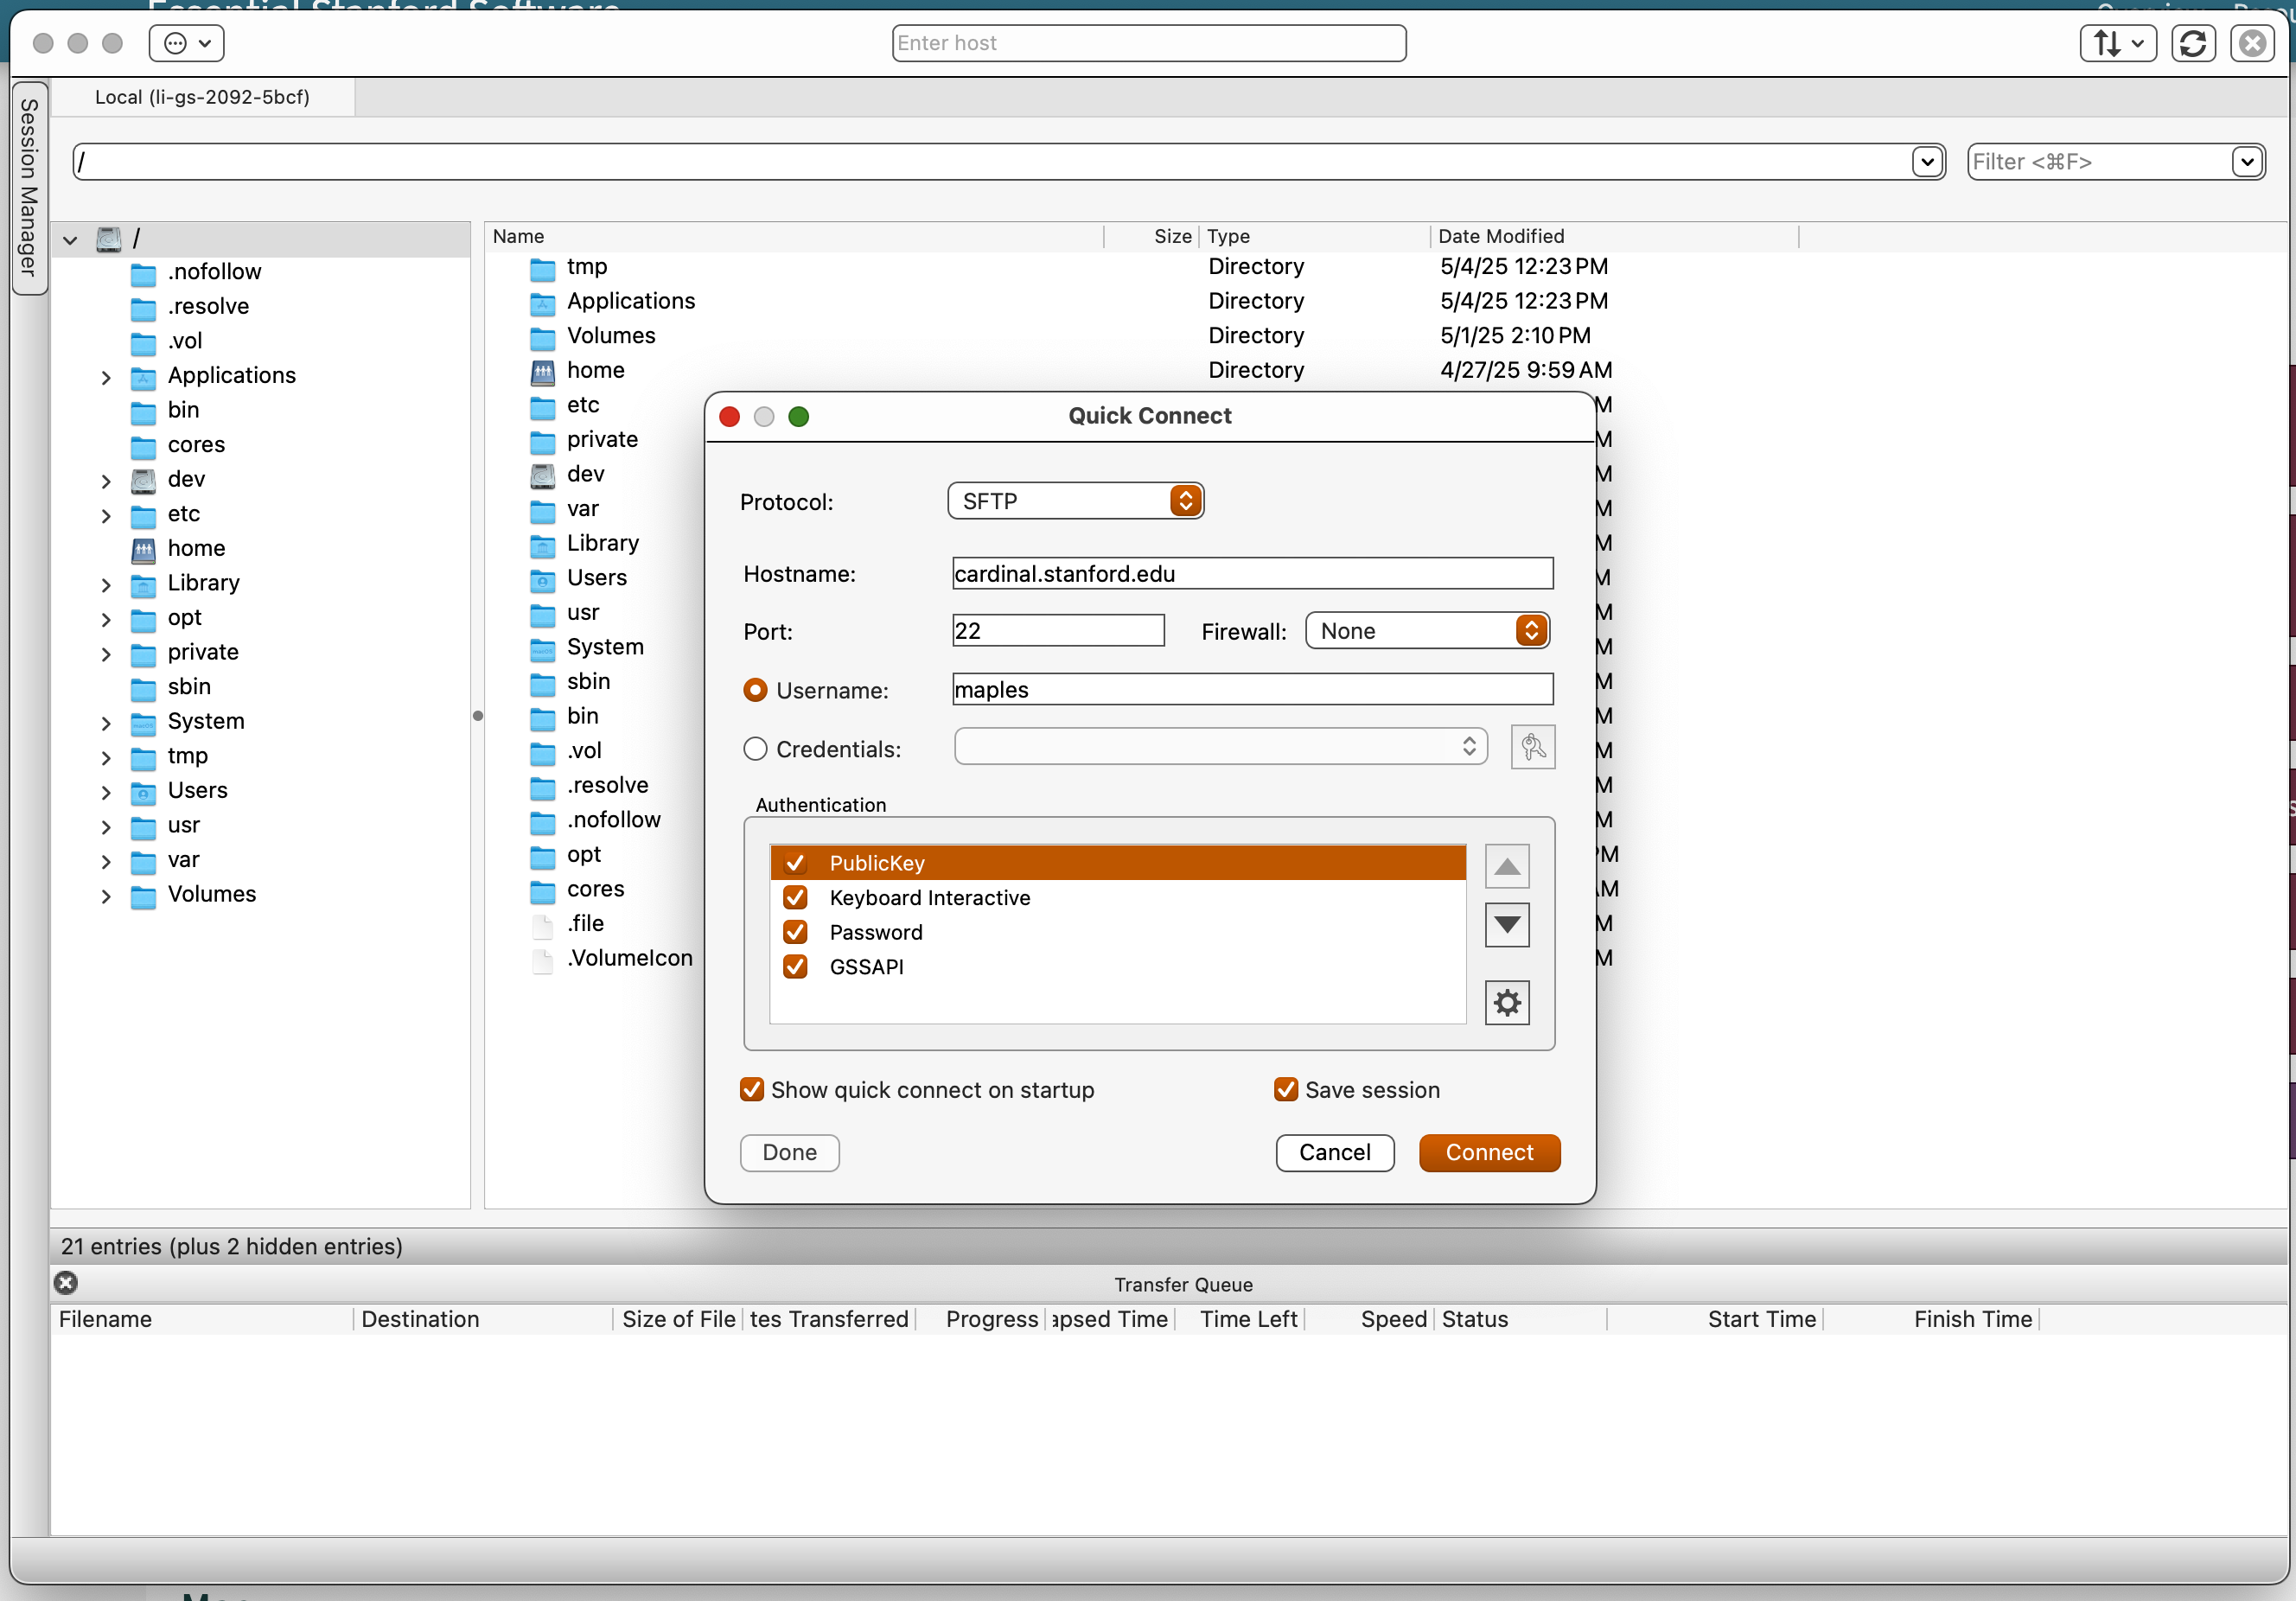 Essential Stanford Software
Enter host
Session Manager
Local (li-gs-2092-5bcf)
/
Filter <⌘F>
/
.nofollow
.resolve
.vol
Applications
bin
cores
dev
etc
home
Library
opt
private
sbin
System
tmp
Users
usr
var
Volumes
Name Size Type Date Modified
tmp Directory 5/4/25 12:23 PM
Applications Directory 5/4/25 12:23 PM
Volumes Directory 5/1/25 2:10 PM
home Directory 4/27/25 9:59 AM
etc M
private M
dev M
var M
Library M
Users M
usr M
System M
sbin M
bin M
.vol M
.resolve M
.nofollow M
opt PM
cores AM
.file M
.VolumeIcon M
Quick Connect
Protocol: SFTP
Hostname: cardinal.stanford.edu
Port: 22 Firewall: None
Username: maples
Credentials:
Authentication
PublicKey
Keyboard Interactive
Password
GSSAPI
Show quick connect on startup Save session
Done Cancel Connect
21 entries (plus 2 hidden entries)
Transfer Queue
Filename Destination Size of File tes Transferred Progress apsed Time Time Left Speed Status Start Time Finish Time